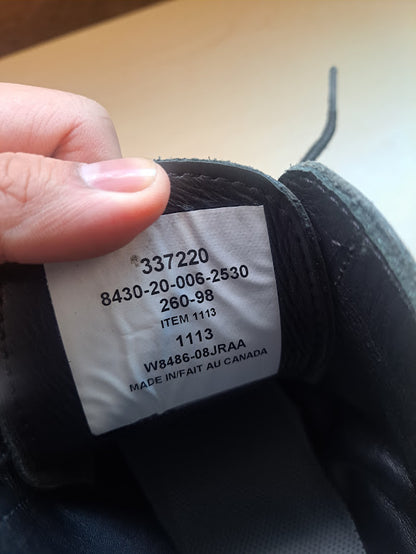 337220
8430-20-006-2530
260-98
ITEM 1113
1113
W8486-08JRAA
MADE IN/FAIT AU CANADA